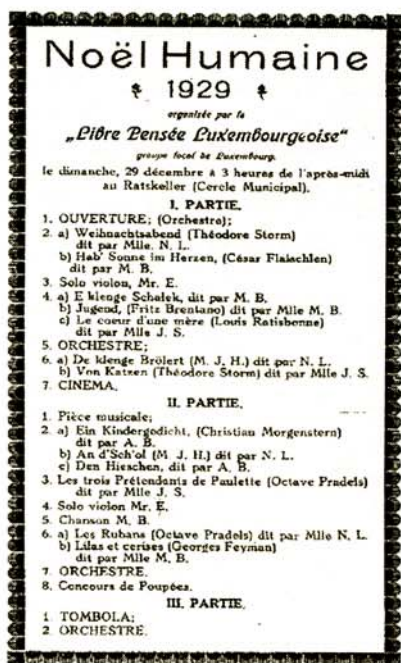 Noël Humaine
1929
organisée par la
„Libre Pensée Luxembourgeoise"
groupe local de Luxembourg.
le dimanche, 29 décembre à 3 heures de l'après-midi
au Ratskeller (Cercle Municipal).
I. PARTIE.
1. OUVERTURE; (Orchestre);
2. a) Weihnachtsabend (Théodore Storm)
dit par Mlle. N. L.
b) Hab' Sonne im Herzen, (César Flaischlen)
dit par M. B.
3. Solo violon, Mr. E.
4. a) E klenge Schalek, dit par M. B.
b) Jugend, (Fritz Brentano) dit par Mlle M. B.
c) Le coeur d'une mère (Louis Ratisbonne)
dit par Mlle J. S.
5. ORCHESTRE;
6. a) De klenge Brölert (M. J. H.) dit par N. L.
b) Von Katzen (Théodore Storm) dit par Mlle J. S.
7. CINEMA.
II. PARTIE.
1. Pièce musicale;
2. a) Ein Kindergedicht, (Christian Morgenstern)
dit par A. B.
b) An d'Sch'ol (M. J. H.) dit par N. L.
c) Den Hieschen, dit par A. B.
3. Les trois Prétendants de Paulette (Octave Pradels)
dit par Mlle J. S.
4. Solo violon Mr. E.
5. Chanson M. B.
6. a) Les Rubans (Octave Pradels) dit par Mlle N. L.
b) Lilas et cerises (Georges Feyman)
dit par Mlle M. B.
7. ORCHESTRE.
8. Concours de Poupées.
III. PARTIE.
1. TOMBOLA;
2. ORCHESTRE.